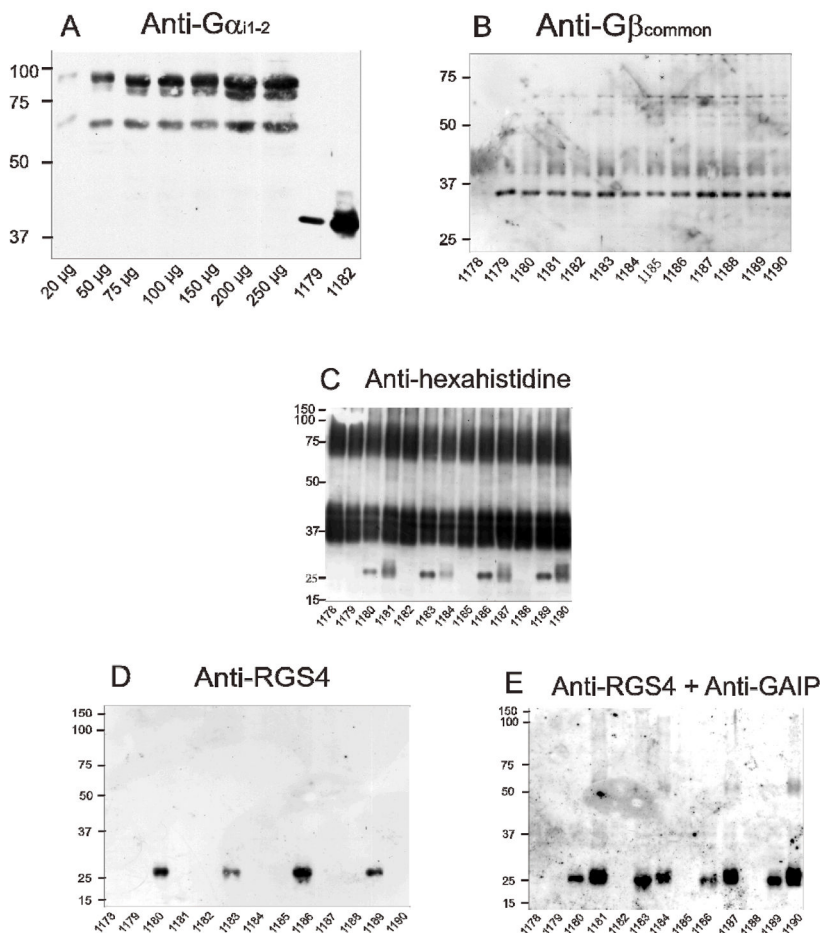 A Anti-Gαi1-2
100
75
50
37
20 µg 50 µg 75 µg 100 µg 150 µg 200 µg 250 µg 1179 1182
B Anti-Gβcommon
75
50
37
25
1178 1179 1180 1181 1182 1183 1184 1185 1186 1187 1188 1189 1190
C Anti-hexahistidine
150
100
75
50
37
25
15
1178 1179 1180 1181 1182 1183 1184 1185 1186 1187 1188 1189 1190
D Anti-RGS4
150
100
75
50
37
25
15
1178 1179 1180 1181 1182 1183 1184 1185 1186 1187 1188 1189 1190
E Anti-RGS4 + Anti-GAIP
150
100
75
50
37
25
15
1178 1179 1180 1181 1182 1183 1184 1185 1186 1187 1188 1189 1190